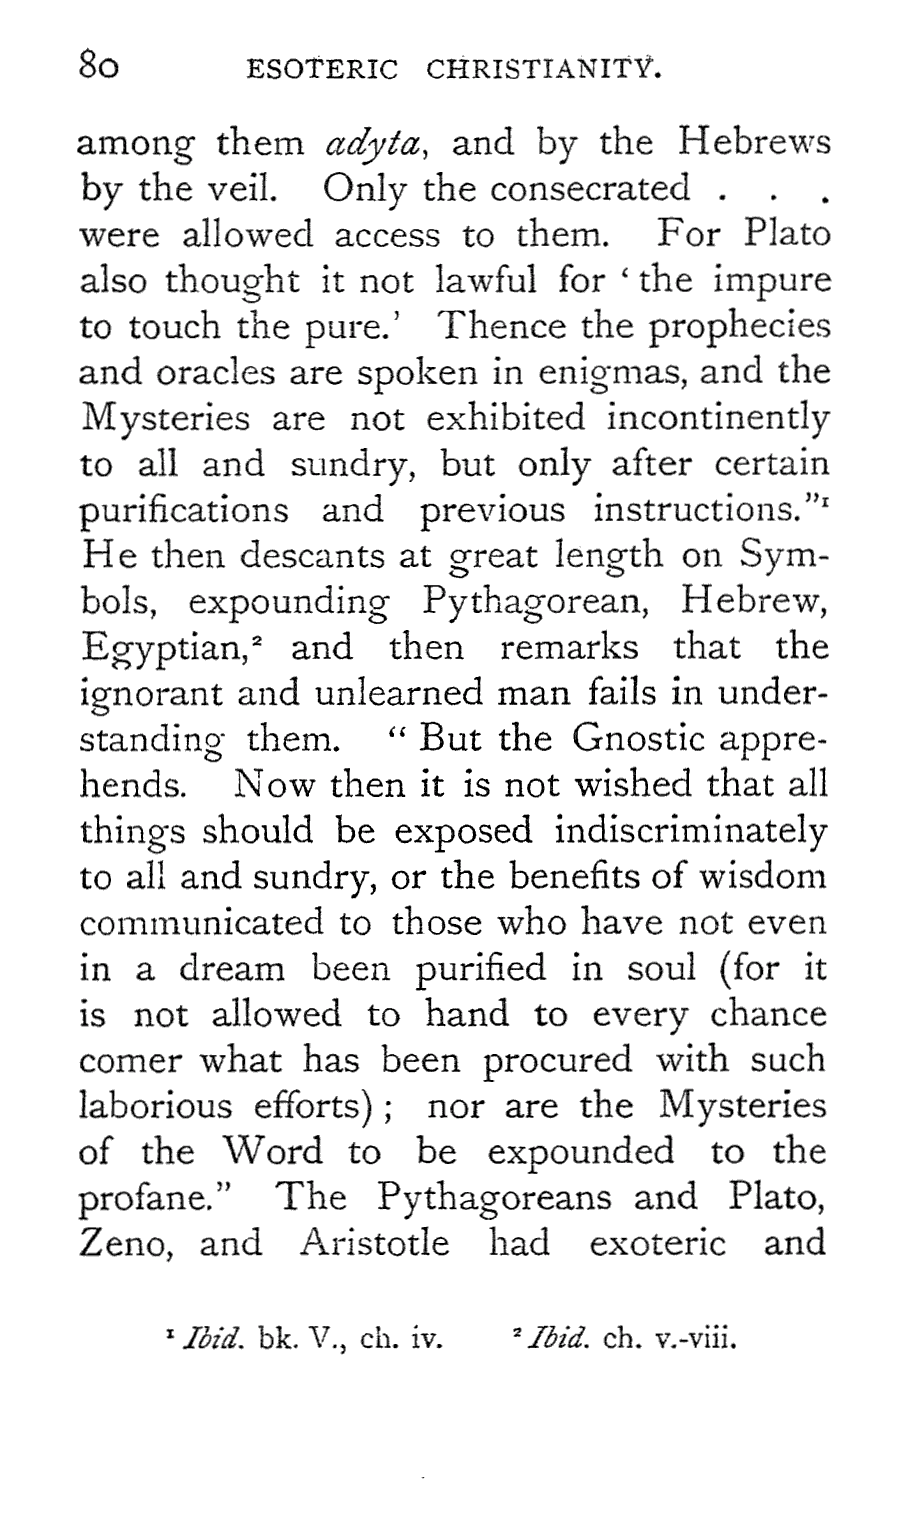 80 ESOTERIC CHRISTIANITY.
among them adyta, and by the Hebrews
by the veil. Only the consecrated . . .
were allowed access to them. For Plato
also thought it not lawful for ‘the impure
to touch the pure.’ Thence the prophecies
and oracles are spoken in enigmas, and the
Mysteries are not exhibited incontinently
to all and sundry, but only after certain
purifications and previous instructions.”¹
He then descants at great length on Sym-
bols, expounding Pythagorean, Hebrew,
Egyptian,² and then remarks that the
ignorant and unlearned man fails in under-
standing them. “But the Gnostic appre-
hends. Now then it is not wished that all
things should be exposed indiscriminately
to all and sundry, or the benefits of wisdom
communicated to those who have not even
in a dream been purified in soul (for it
is not allowed to hand to every chance
comer what has been procured with such
laborious efforts); nor are the Mysteries
of the Word to be expounded to the
profane.” The Pythagoreans and Plato,
Zeno, and Aristotle had exoteric and
¹ Ibid. bk. V., ch. iv. ² Ibid. ch. v.-viii.